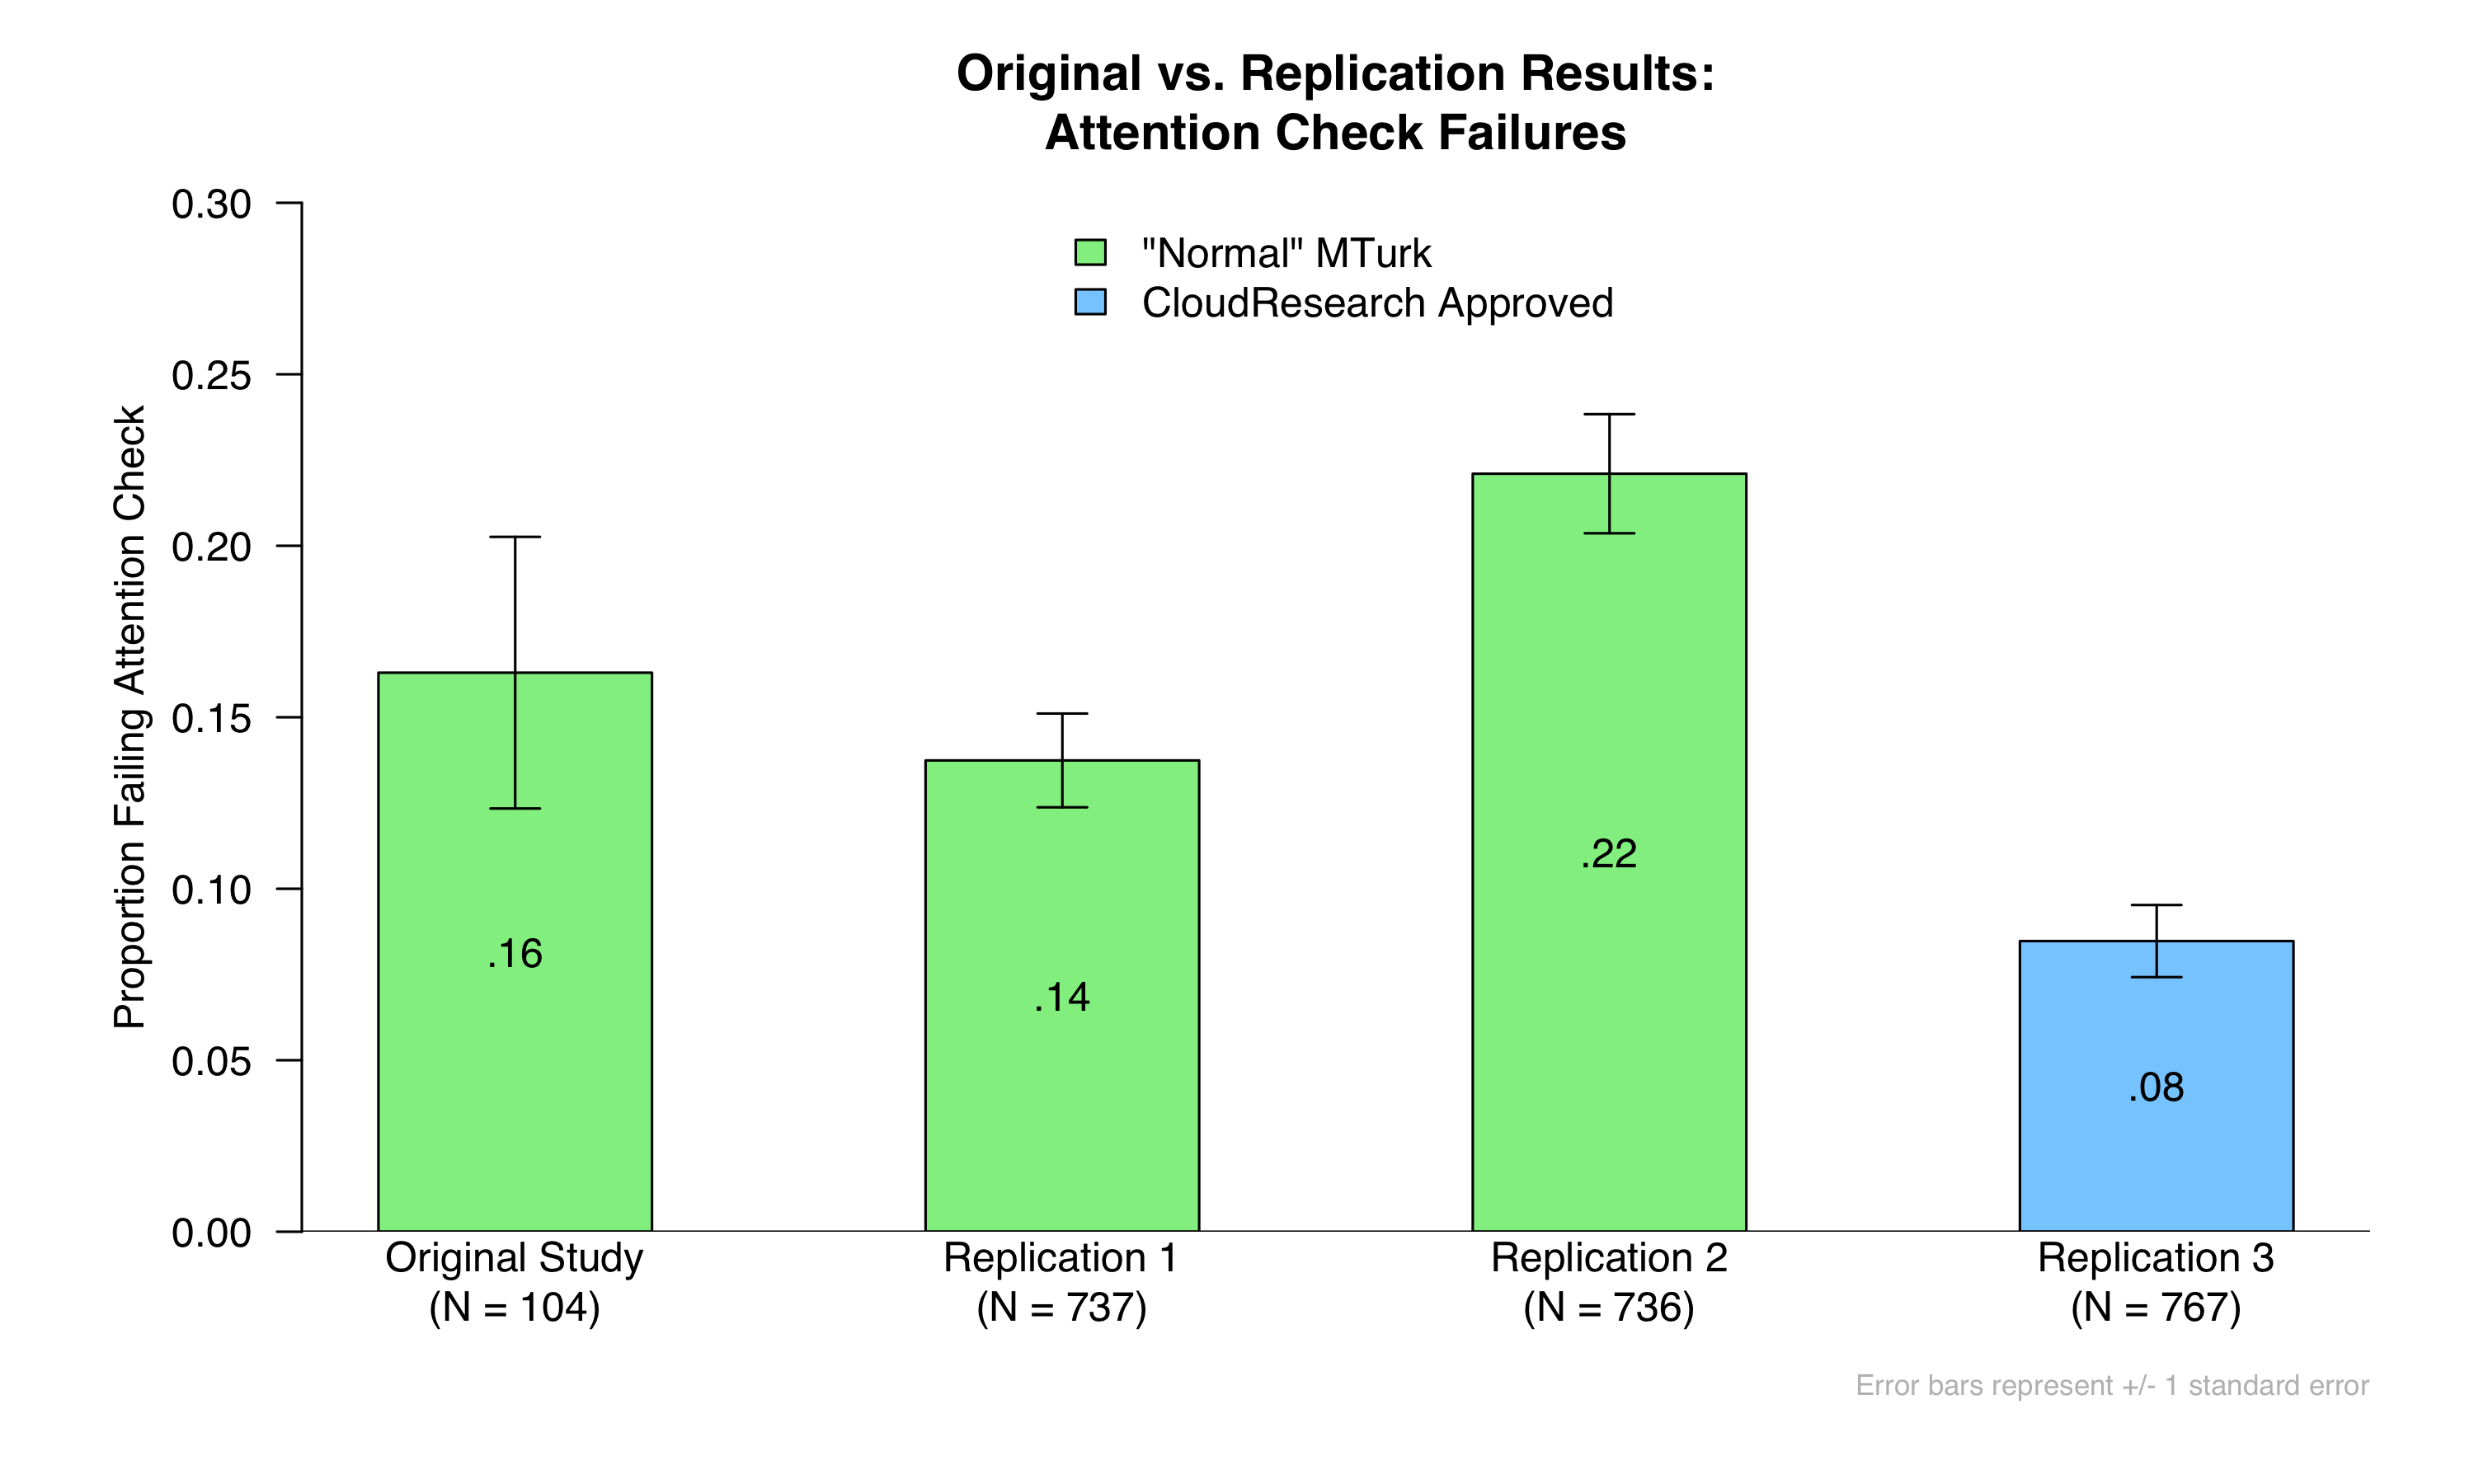 Original vs. Replication Results:
Attention Check Failures
"Normal" MTurk
CloudResearch Approved
Proportion Failing Attention Check
0.30
0.25
0.20
0.15
0.10
0.05
0.00
.16
.14
.22
.08
Original Study
(N = 104)
Replication 1
(N = 737)
Replication 2
(N = 736)
Replication 3
(N = 767)
Error bars represent +/- 1 standard error